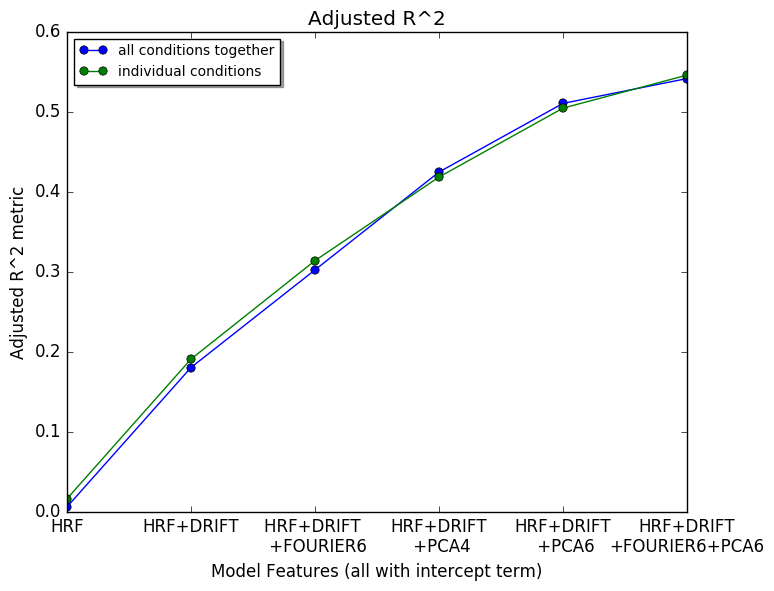 Adjusted R^2
all conditions together
individual conditions
Adjusted R^2 metric
0.6
0.5
0.4
0.3
0.2
0.1
0.0
HRF
HRF+DRIFT
HRF+DRIFT
+FOURIER6
HRF+DRIFT
+PCA4
HRF+DRIFT
+PCA6
HRF+DRIFT
+FOURIER6+PCA6
Model Features (all with intercept term)